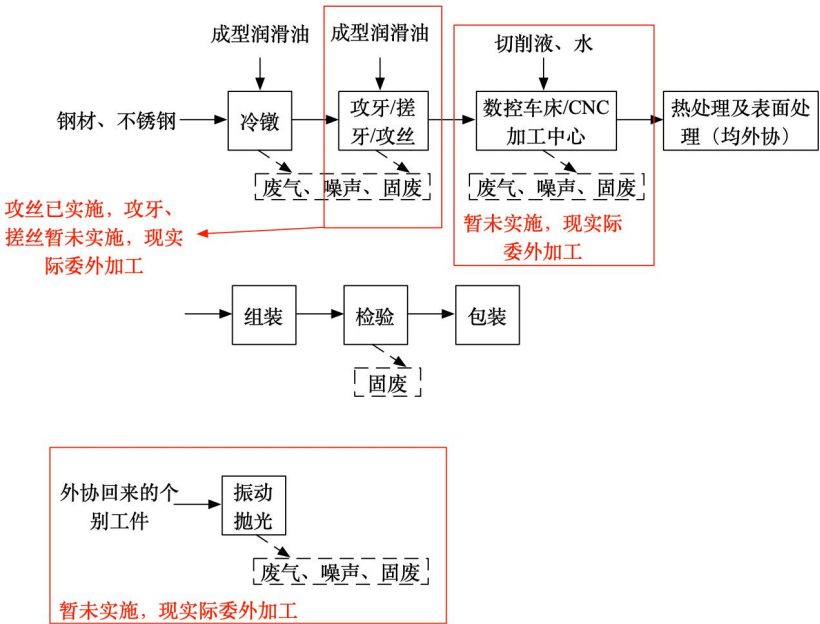 成型润滑油
成型润滑油
切削液、水
钢材、不锈钢
冷镦
攻牙/搓
牙/攻丝
数控车床/CNC
加工中心
热处理及表面处
理（均外协）
废气、噪声、固废
废气、噪声、固废
攻丝已实施，攻牙、
搓丝暂未实施，现实
际委外加工
暂未实施，现实际
委外加工
组装
检验
包装
固废
外协回来的个
别工件
振动
抛光
废气、噪声、固废
暂未实施，现实际委外加工